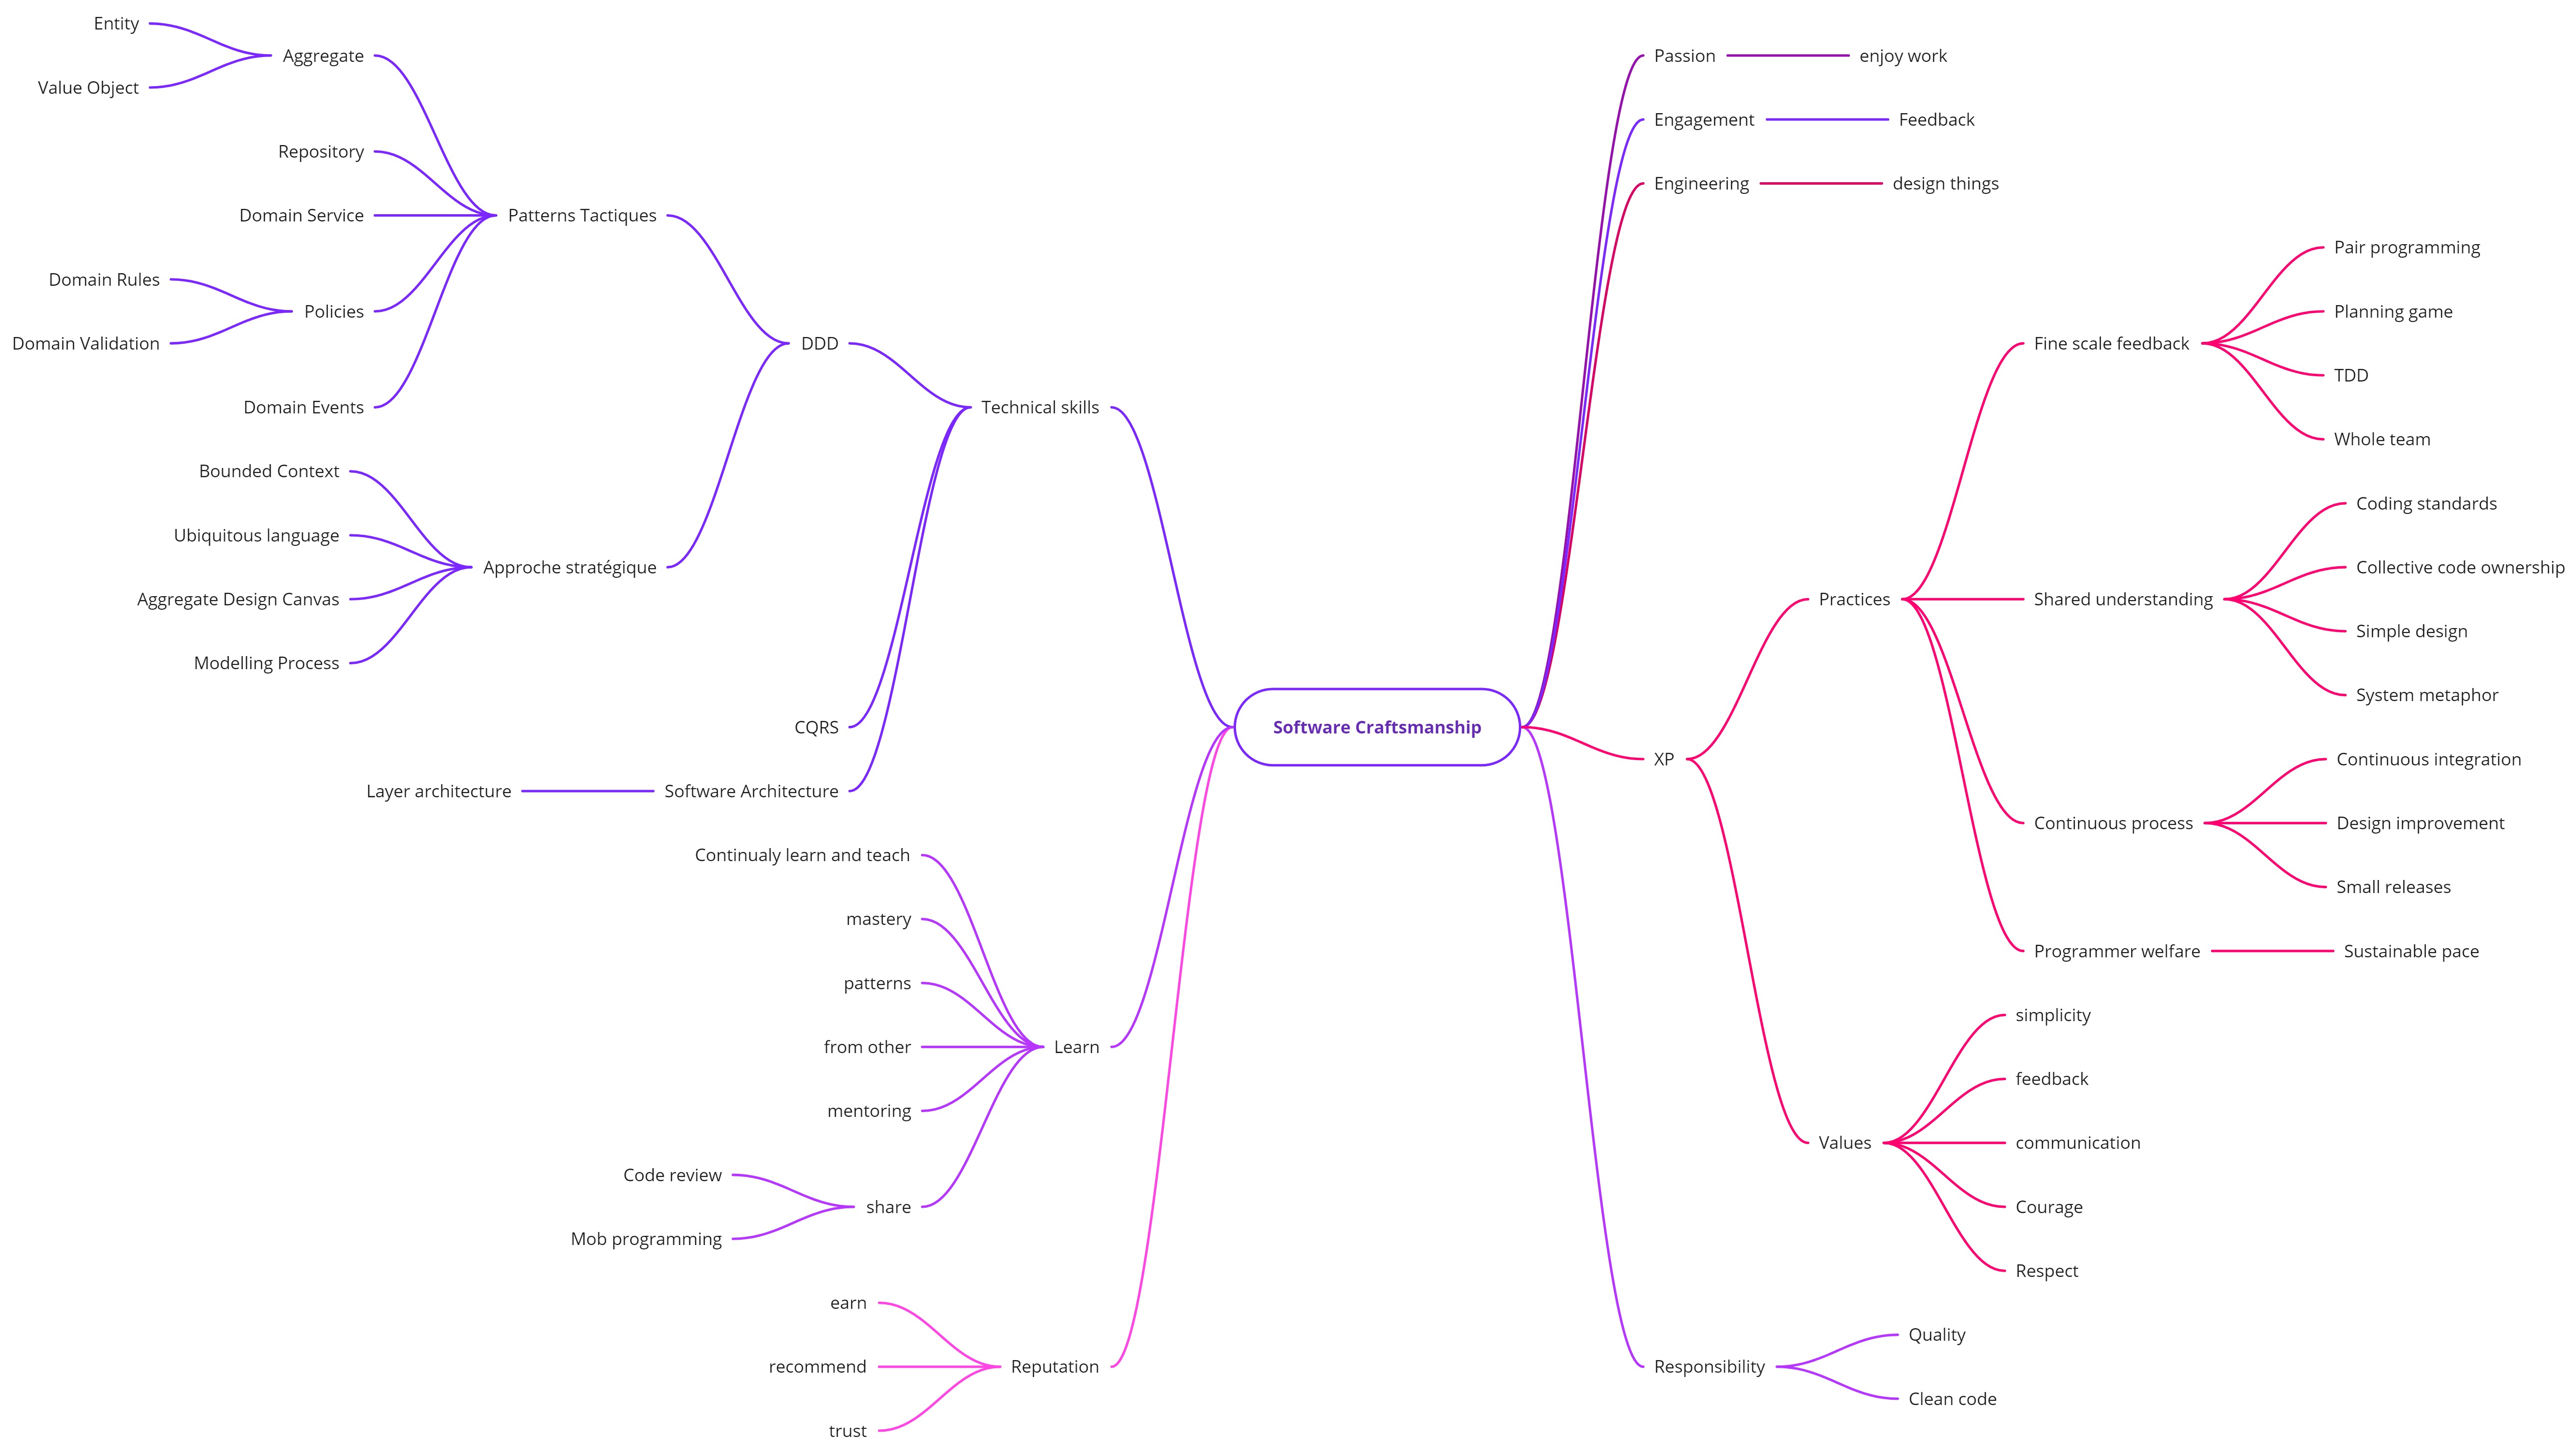 Software Craftsmanship
Technical skills
DDD
Patterns Tactiques
Aggregate
Entity
Value Object
Repository
Domain Service
Policies
Domain Rules
Domain Validation
Domain Events
Approche stratégique
Bounded Context
Ubiquitous language
Aggregate Design Canvas
Modelling Process
CQRS
Software Architecture
Layer architecture
Learn
Continualy learn and teach
mastery
patterns
from other
mentoring
share
Code review
Mob programming
Reputation
earn
recommend
trust
Passion
enjoy work
Engagement
Feedback
Engineering
design things
XP
Practices
Fine scale feedback
Pair programming
Planning game
TDD
Whole team
Shared understanding
Coding standards
Collective code ownership
Simple design
System metaphor
Continuous process
Continuous integration
Design improvement
Small releases
Programmer welfare
Sustainable pace
Values
simplicity
feedback
communication
Courage
Respect
Responsibility
Quality
Clean code